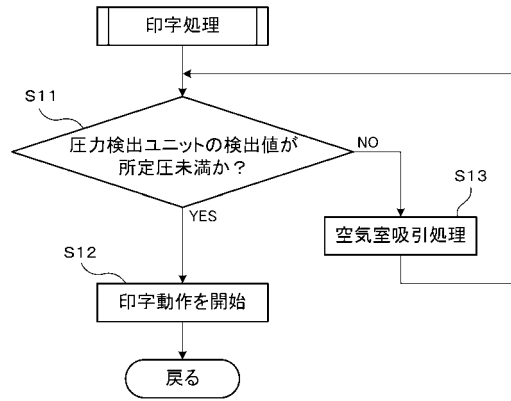 印字処理
S11
圧力検出ユニットの検出値が
所定圧未満か？
NO
S13
YES
空気室吸引処理
S12
印字動作を開始
戻る